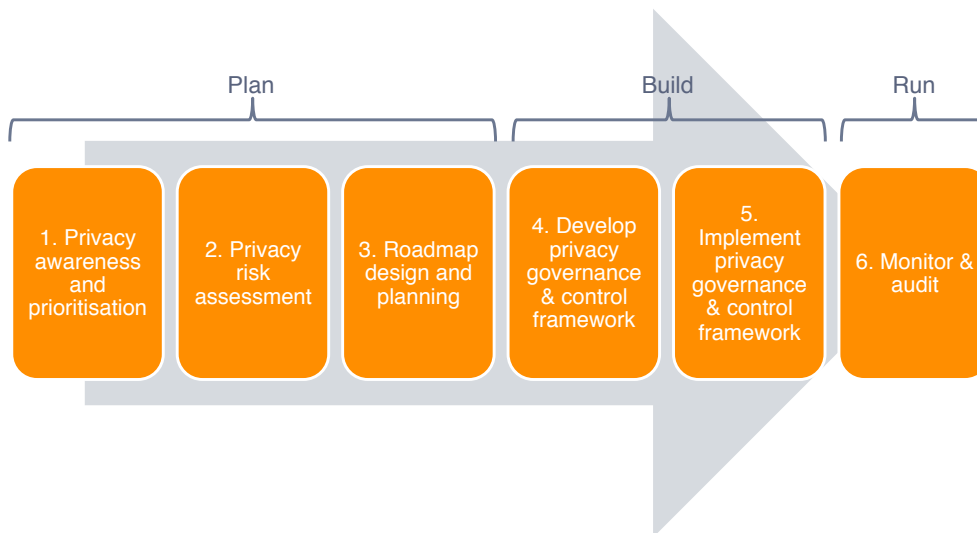 Plan
Build
Run
1. Privacy
awareness
and
prioritisation
2. Privacy
risk
assessment
3. Roadmap
design and
planning
4. Develop
privacy
governance
& control
framework
5.
Implement
privacy
governance
& control
framework
6. Monitor &
audit